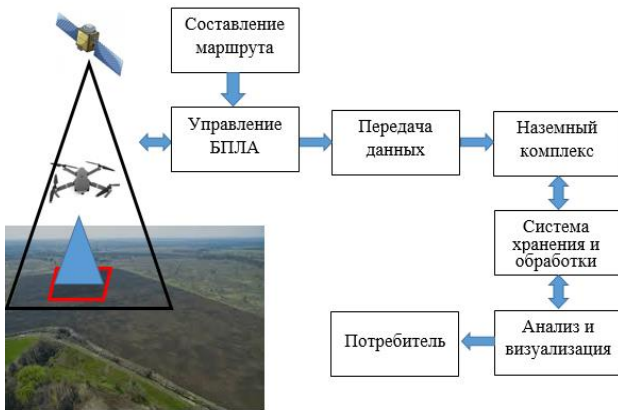 Составление
маршрута
Управление
БПЛА
Передача
данных
Наземный
комплекс
Система
хранения и
обработки
Анализ и
визуализация
Потребитель